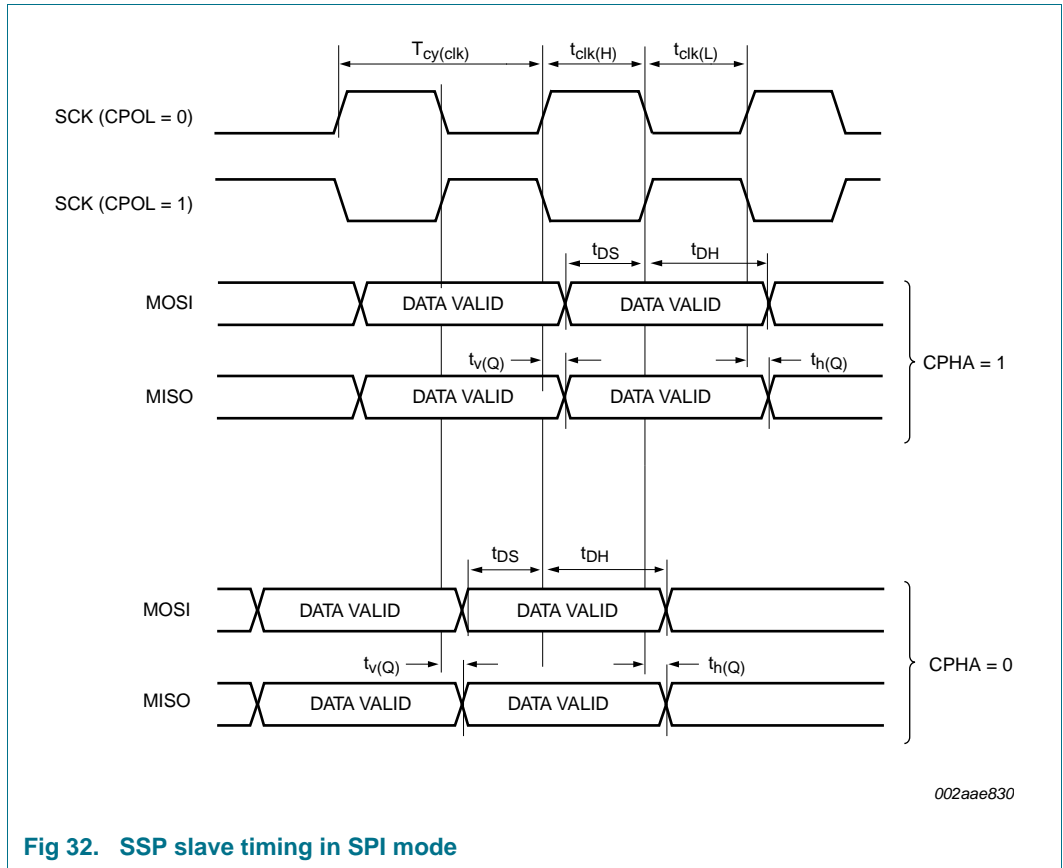 Tcy(clk) tclk(H) tclk(L)
SCK (CPOL = 0)
SCK (CPOL = 1)
tDS tDH
MOSI DATA VALID DATA VALID
tv(Q) th(Q)
CPHA = 1
MISO DATA VALID DATA VALID
tDS tDH
MOSI DATA VALID DATA VALID
tv(Q) th(Q)
CPHA = 0
MISO DATA VALID DATA VALID
002aae830
Fig 32. SSP slave timing in SPI mode